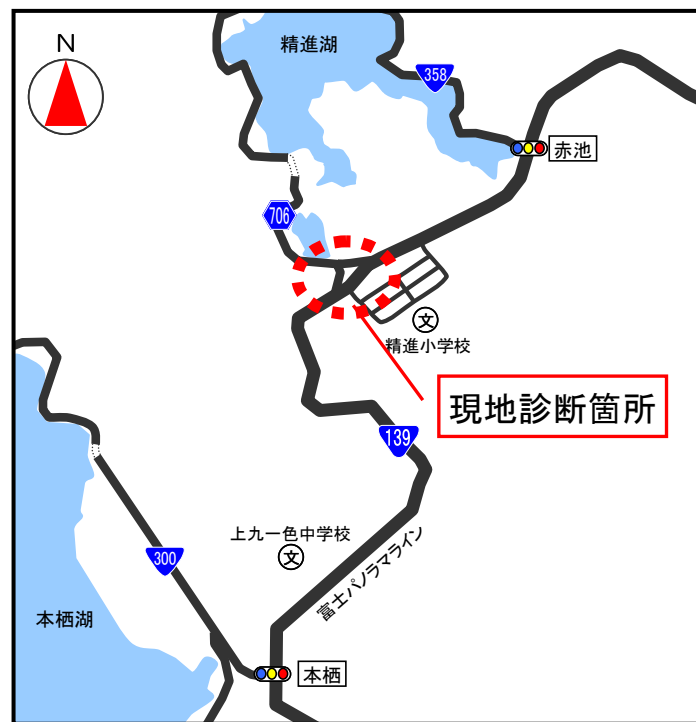 N
精進湖
358
赤池
706
文
精進小学校
現地診断箇所
139
上九一色中学校
文
300
富士パノラマライン
本栖湖
本栖